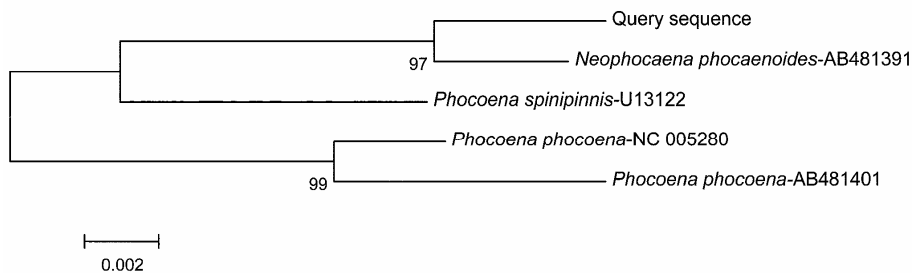 Query sequence
97
Neophocaena phocaenoides-AB481391
Phocoena spinipinnis-U13122
Phocoena phocoena-NC 005280
99
Phocoena phocoena-AB481401
0.002